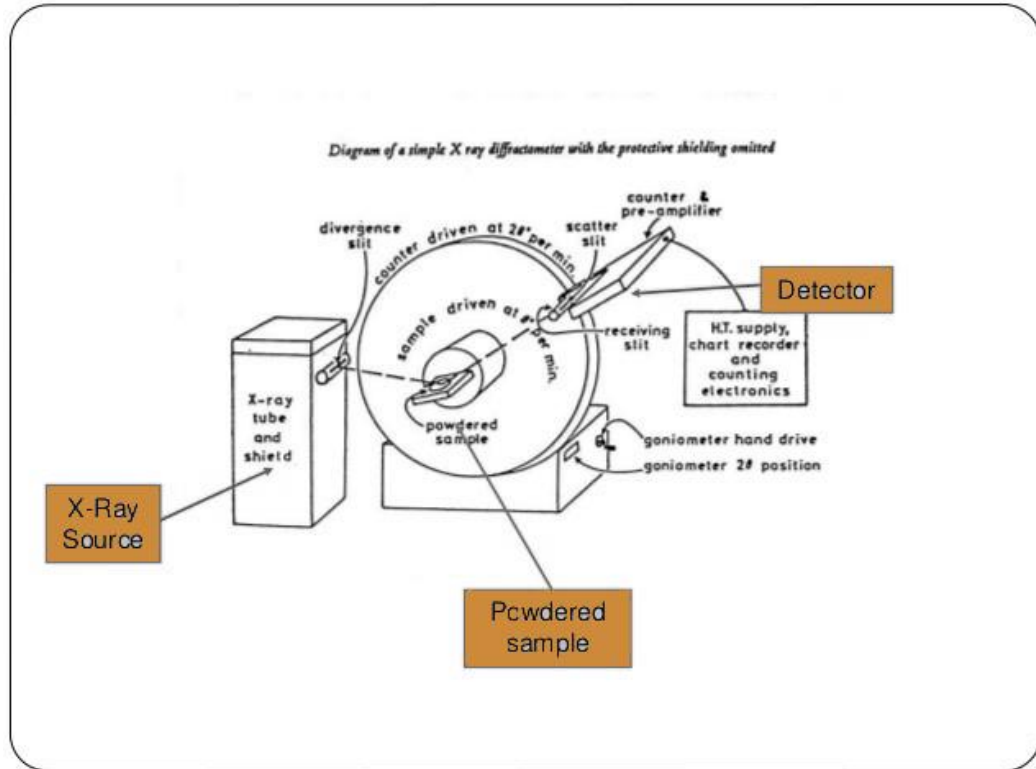 Diagram of a simple X ray diffractometer with the protective shielding omitted
counter &
pre-amplifier
scatter
slit
divergence
slit
counter driven at 2θ° per min.
sample driven at θ° per min.
Detector
receiving
slit
H.T. supply,
chart recorder
and
counting
electronics
X-ray
tube
and
shield
powdered
sample
goniometer hand drive
goniometer 2θ position
X-Ray
Source
Powdered
sample